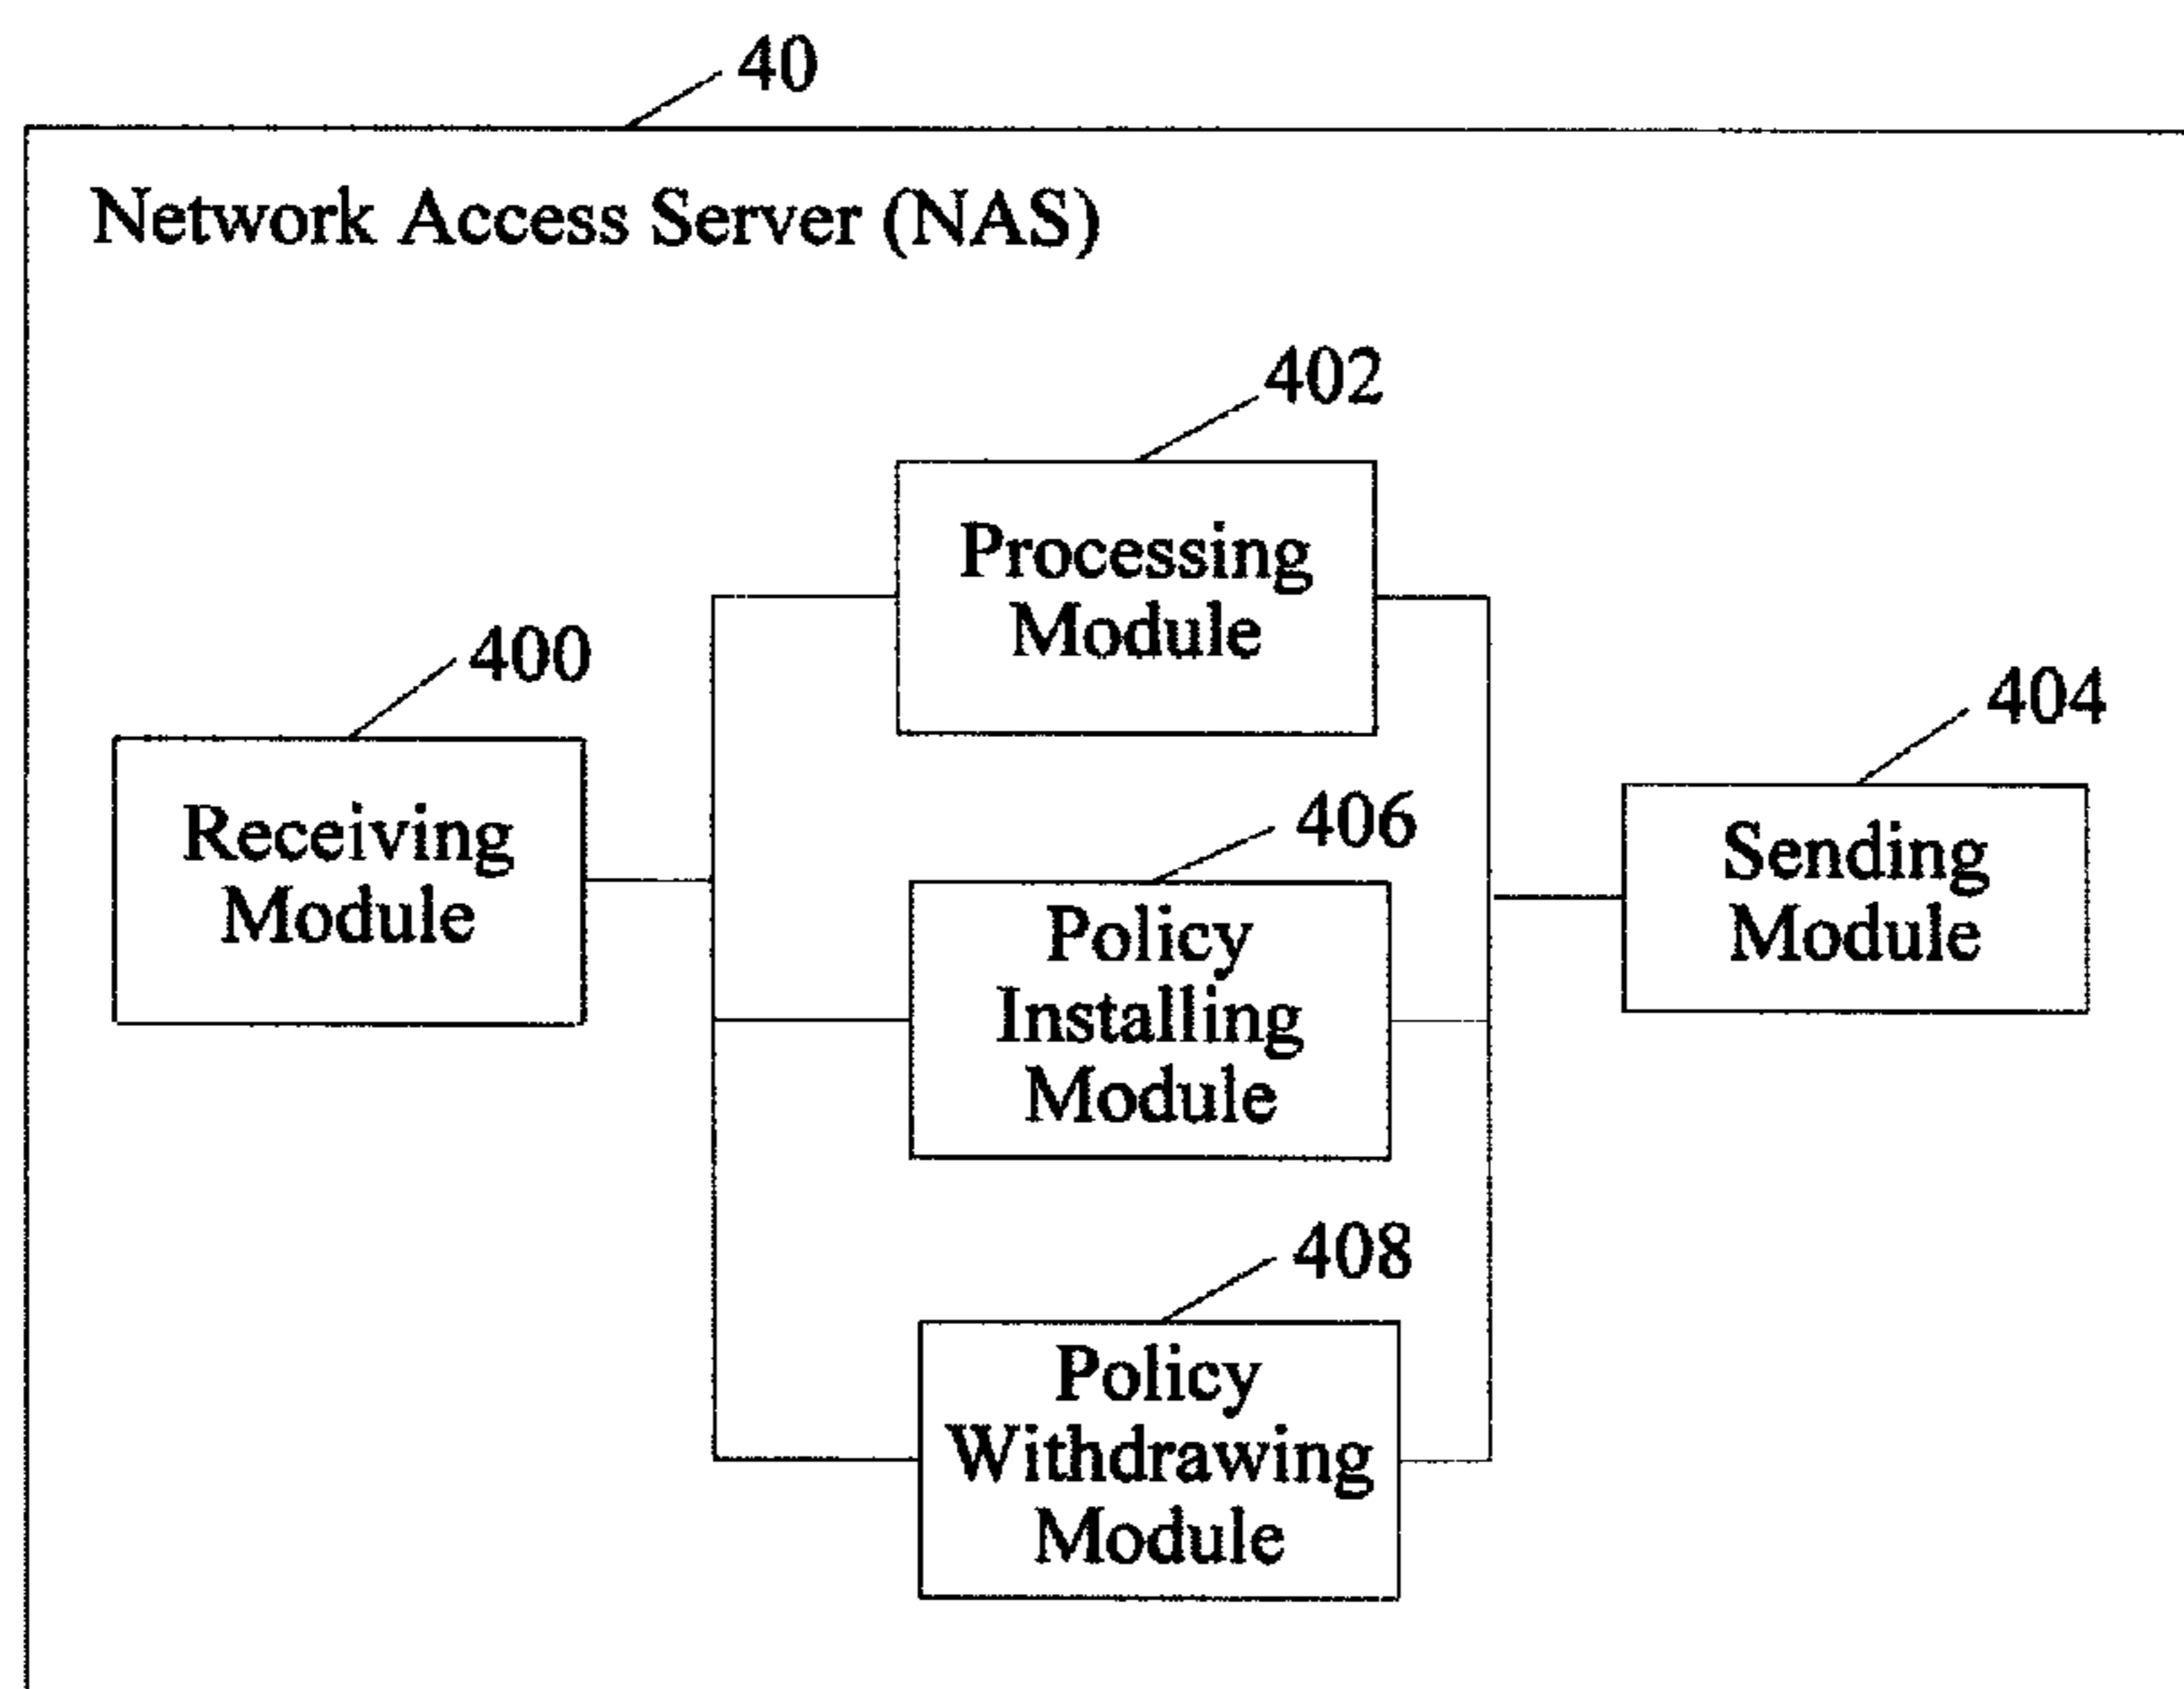 40
Network Access Server (NAS)
402
Processing
Module
400
Receiving
Module
404
Sending
Module
406
Policy
Installing
Module
408
Policy
Withdrawing
Module